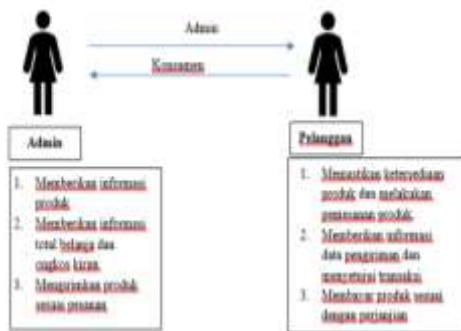 Admin
Konsumen
Admin
Pelanggan
1. Memberikan informasi
produk
2. Memberikan informasi
total belanja dan
ongkos kirim
3. Mengirimkan produk
sesuai pesanan
1. Memastikan ketersediaan
produk dan melakukan
pemesanan produk
2. Memberikan informasi
data pengiriman dan
menyetujui transaksi
3. Membayar produk sesuai
dengan perjanjian